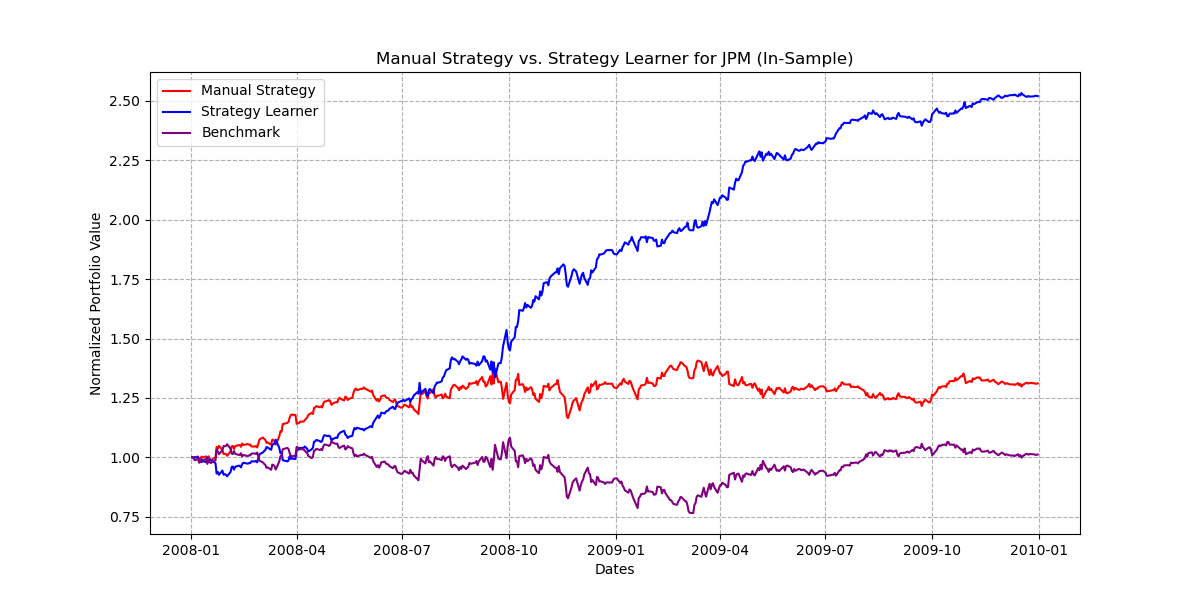 Manual Strategy vs. Strategy Learner for JPM (In-Sample)
Manual Strategy
Strategy Learner
Benchmark
Normalized Portfolio Value
2.50
2.25
2.00
1.75
1.50
1.25
1.00
0.75
2008-01 2008-04 2008-07 2008-10 2009-01 2009-04 2009-07 2009-10 2010-01
Dates